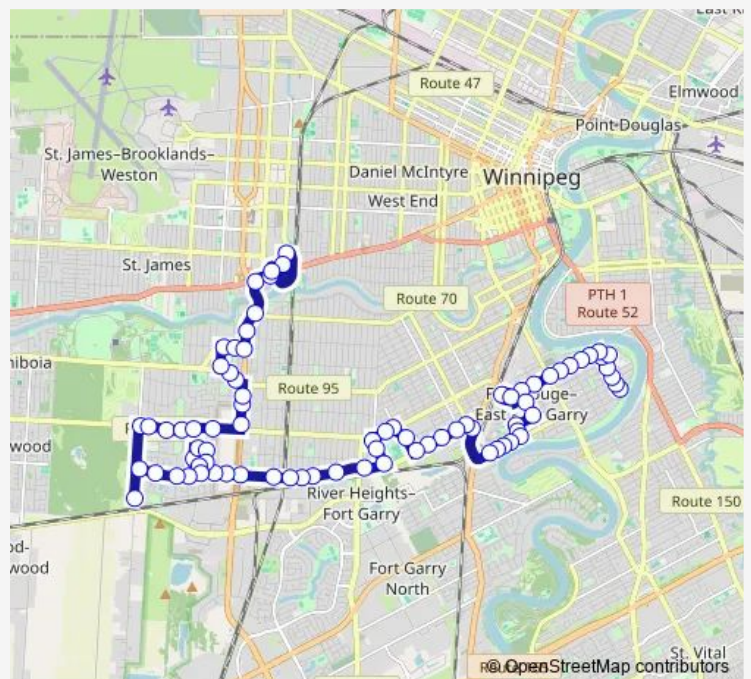 East K
Route 47
Elmwood
Point Douglas
St. James–Brooklands–
Weston
Daniel McIntyre
Winnipeg
West End
St. James
Route 70
PTH 1
Route 52
niboia
Route 95
East
Garry
wood
River Heights–
Fort Garry
Route 150
od-
wood
Fort Garry
North
St. Vital
© OpenStreetMap contributors